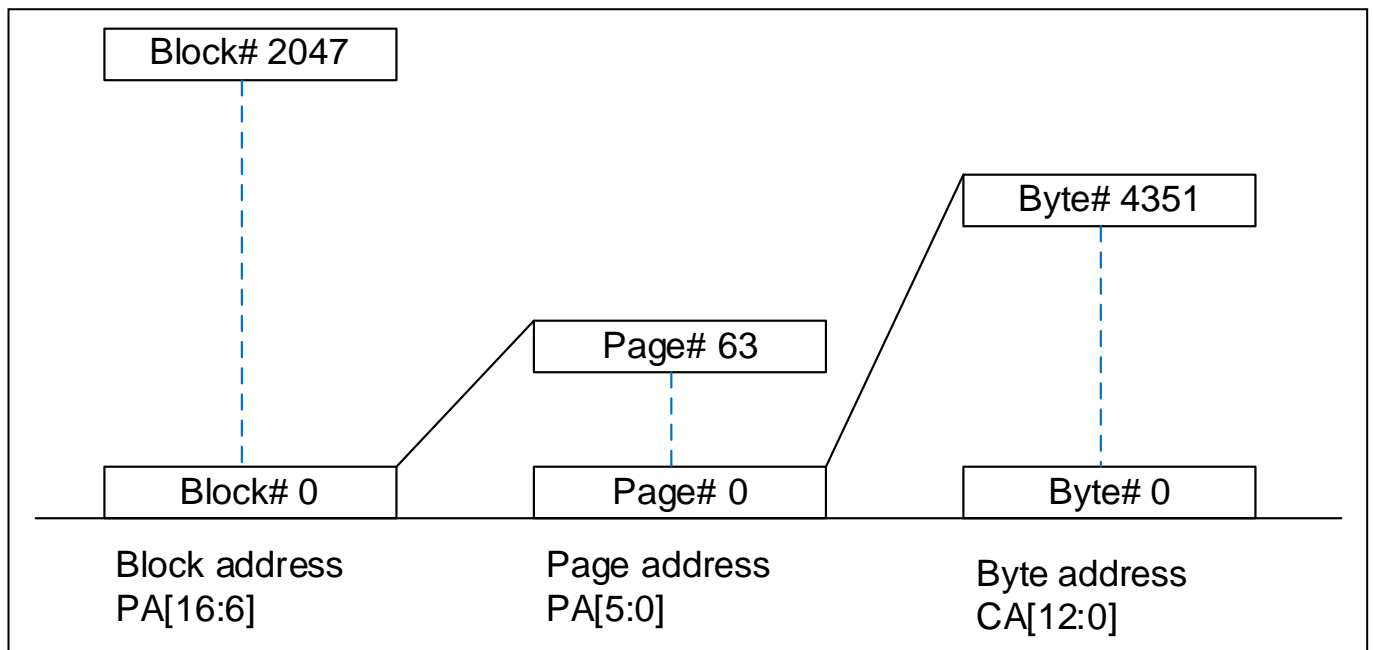 Block# 2047
Byte# 4351
Page# 63
Block# 0
Page# 0
Byte# 0
Block address
PA[16:6]
Page address
PA[5:0]
Byte address
CA[12:0]